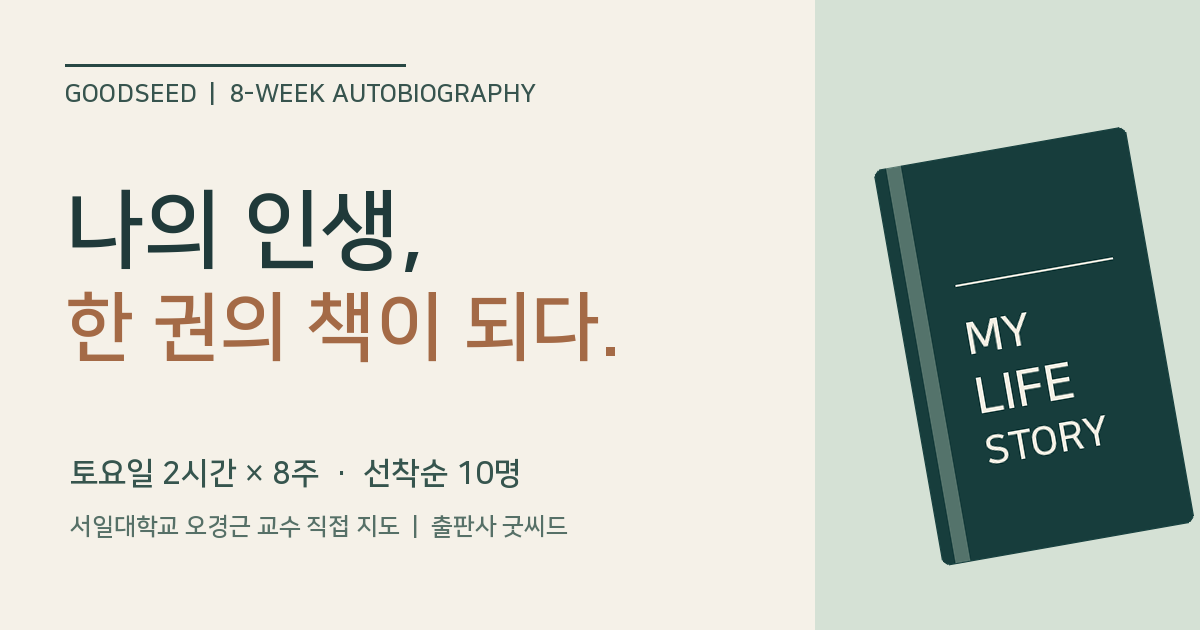 GOODSEED | 8-WEEK AUTOBIOGRAPHY
나의 인생,
한 권의 책이 되다.
토요일 2시간 × 8주 · 선착순 10명
서일대학교 오경근 교수 직접 지도 | 출판사 굿씨드
MY
LIFE
STORY